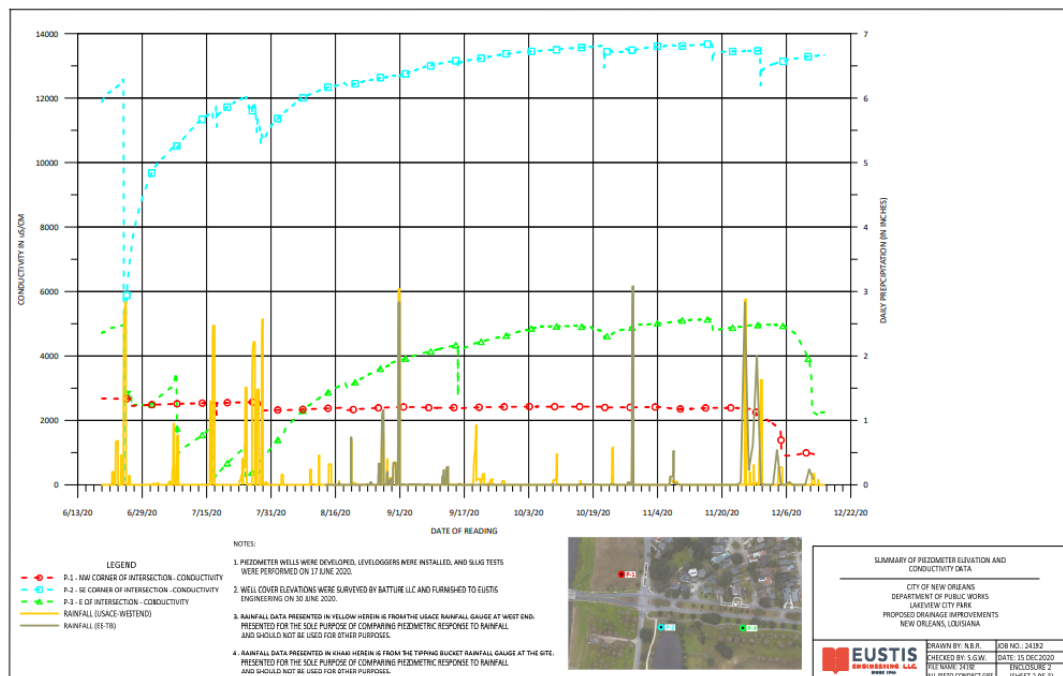 14000
12000
10000
8000
6000
4000
2000
0
CONDUCTIVITY IN uS/CM
7
6
5
4
3
2
1
0
DAILY PREPCIPITATION (IN INCHES)
6/13/20 6/29/20 7/15/20 7/31/20 8/16/20 9/1/20 9/17/20 10/3/20 10/19/20 11/4/20 11/20/20 12/6/20 12/22/20
DATE OF READING
LEGEND
P-1 - NW CORNER OF INTERSECTION - CONDUCTIVITY
P-2 - SE CORNER OF INTERSECTION - CONDUCTIVITY
P-3 - E OF INTERSECTION - CONDUCTIVITY
RAINFALL (USACE-WESTEND)
RAINFALL (EE-TB)
NOTES:
1. PIEZOMETER WELLS WERE DEVELOPED, LEVELOGGERS WERE INSTALLED, AND SLUG TESTS
WERE PERFORMED ON 17 JUNE 2020.
2. WELL COVER ELEVATIONS WERE SURVEYED BY BATTURE LLC AND FURNISHED TO EUSTIS
ENGINEERING ON 30 JUNE 2020.
3. RAINFALL DATA PRESENTED IN YELLOW HEREIN IS FROM THE USACE RAINFALL GAUGE AT WEST END.
PRESENTED FOR THE SOLE PURPOSE OF COMPARING PIEZOMETRIC RESPONSE TO RAINFALL
AND SHOULD NOT BE USED FOR OTHER PURPOSES.
4. RAINFALL DATA PRESENTED IN KHAKI HEREIN IS FROM THE TIPPING BUCKET RAINFALL GAUGE AT THE SITE.
PRESENTED FOR THE SOLE PURPOSE OF COMPARING PIEZOMETRIC RESPONSE TO RAINFALL
AND SHOULD NOT BE USED FOR OTHER PURPOSES.
P-1
P-2
P-3
SUMMARY OF PIEZOMETER ELEVATION AND
CONDUCTIVITY DATA
CITY OF NEW ORLEANS
DEPARTMENT OF PUBLIC WORKS
LAKEVIEW CITY PARK
PROPOSED DRAINAGE IMPROVEMENTS
NEW ORLEANS, LOUISIANA
EUSTIS
ENGINEERING L.L.C.
SINCE 1946
DRAWN BY: N.B.R. JOB NO.: 24192
CHECKED BY: S.G.W. DATE: 15 DEC 2020
FILE NAME: 24192 ENCLOSURE 2